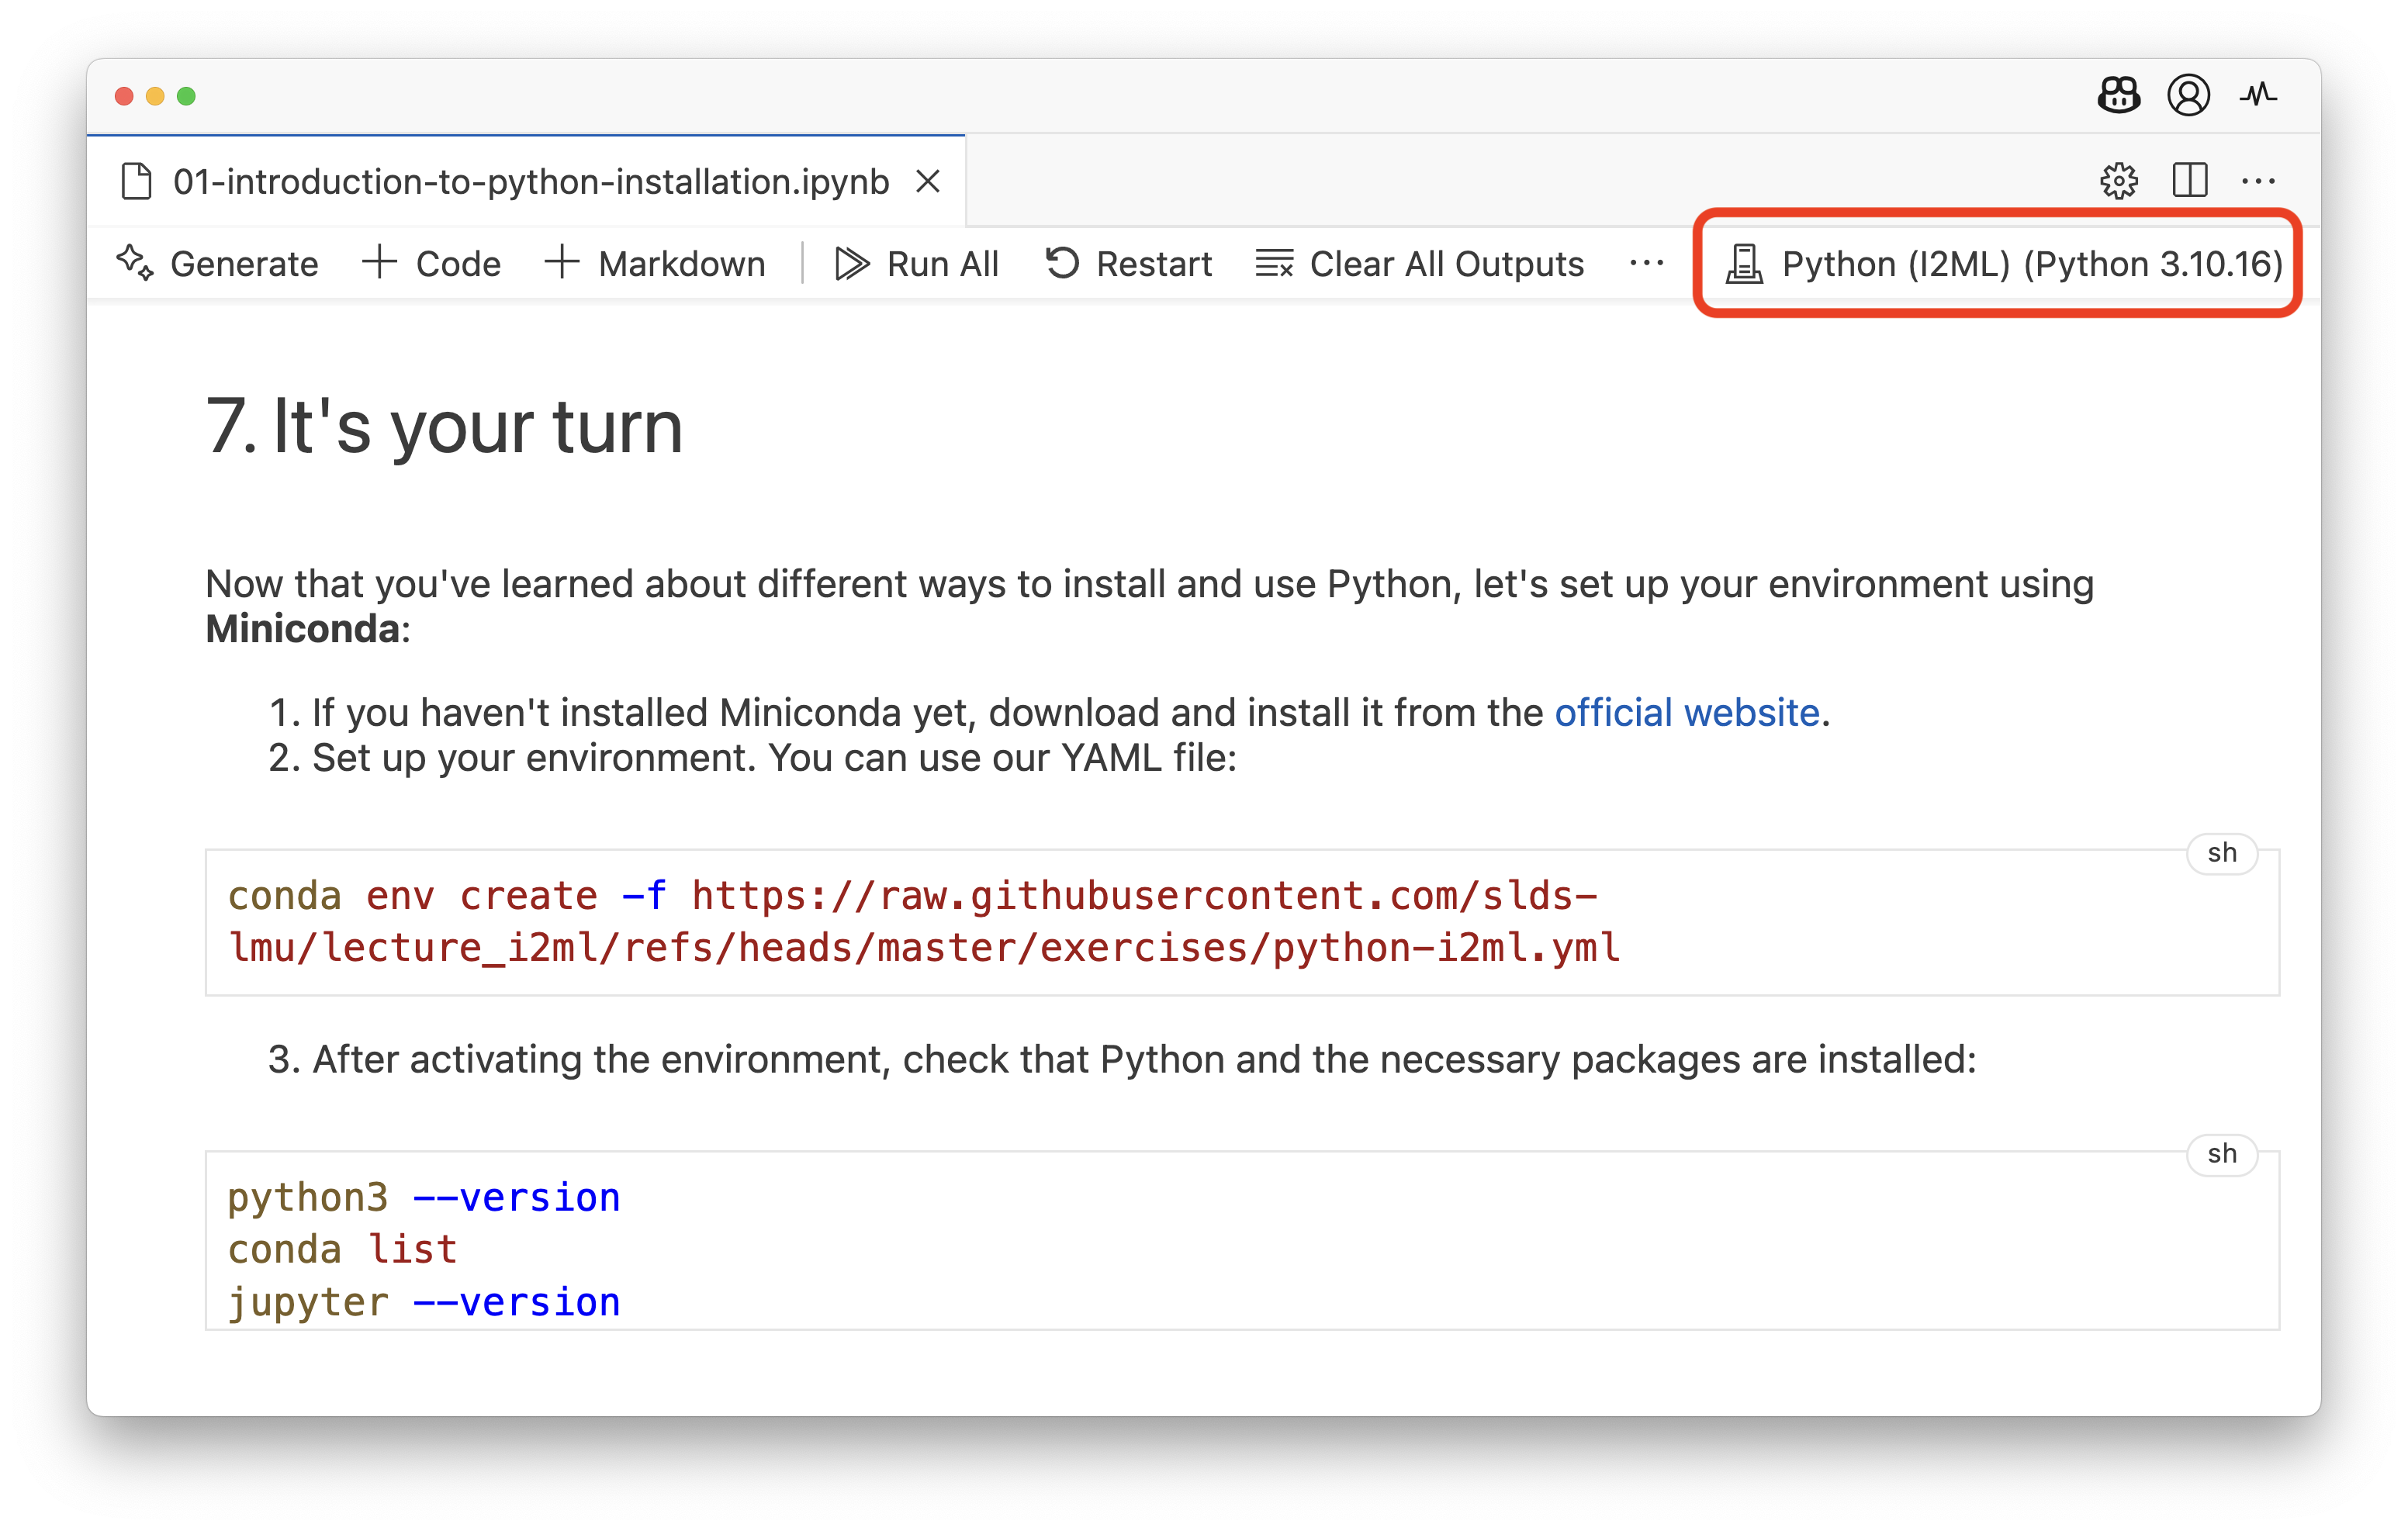 01-introduction-to-python-installation.ipynb
Generate Code Markdown Run All Restart Clear All Outputs ··· Python (I2ML) (Python 3.10.16)
7. It's your turn
Now that you've learned about different ways to install and use Python, let's set up your environment using
Miniconda:
1. If you haven't installed Miniconda yet, download and install it from the official website.
2. Set up your environment. You can use our YAML file:
sh
conda env create -f https://raw.githubusercontent.com/slds-
lmu/lecture_i2ml/refs/heads/master/exercises/python-i2ml.yml
3. After activating the environment, check that Python and the necessary packages are installed:
sh
python3 --version
conda list
jupyter --version